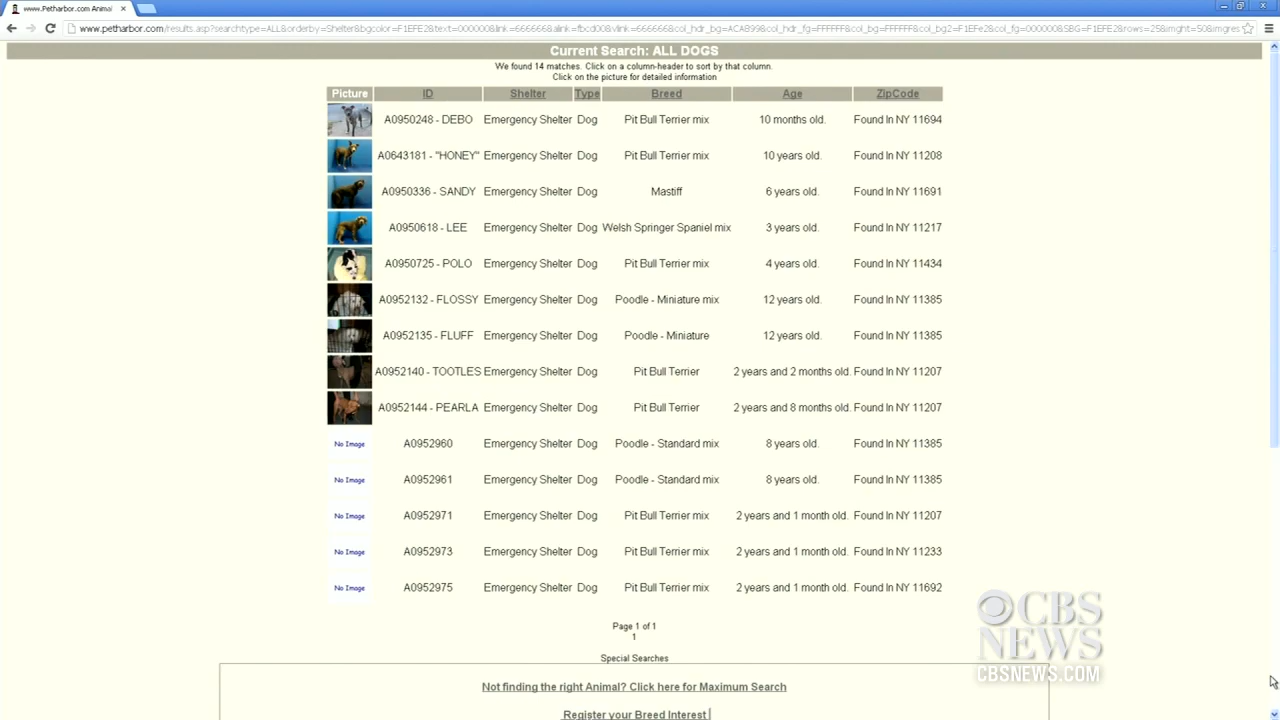 www.Petharbor.com Animal
www.petharbor.com/results.asp?searchtype=ALL&orderby=Shelter&bgcolor=F1EFE2&text=000000&link=666666&alink=fbcd00&vlink=666666&col_hdr_bg=ACAB99&col_hdr_fg=FFFFFF&col_bg=FFFFFF&col_bg2=F1EFe2&col_fg=000000&SBG=F1EFE2&rows=25&imght=50&imgres
Current Search: ALL DOGS
We found 14 matches. Click on a column-header to sort by that column.
Click on the picture for detailed information
Picture ID Shelter Type Breed Age ZipCode
A0950248 - DEBO Emergency Shelter Dog Pit Bull Terrier mix 10 months old. Found In NY 11694
A0643181 - "HONEY" Emergency Shelter Dog Pit Bull Terrier mix 10 years old. Found In NY 11208
A0950336 - SANDY Emergency Shelter Dog Mastiff 6 years old. Found In NY 11691
A0950618 - LEE Emergency Shelter Dog Welsh Springer Spaniel mix 3 years old. Found In NY 11217
A0950725 - POLO Emergency Shelter Dog Pit Bull Terrier mix 4 years old. Found In NY 11434
A0952132 - FLOSSY Emergency Shelter Dog Poodle - Miniature mix 12 years old. Found In NY 11385
A0952135 - FLUFF Emergency Shelter Dog Poodle - Miniature 12 years old. Found In NY 11385
A0952140 - TOOTLES Emergency Shelter Dog Pit Bull Terrier 2 years and 2 months old. Found In NY 11207
A0952144 - PEARLA Emergency Shelter Dog Pit Bull Terrier 2 years and 8 months old. Found In NY 11207
No Image A0952960 Emergency Shelter Dog Poodle - Standard mix 8 years old. Found In NY 11385
No Image A0952961 Emergency Shelter Dog Poodle - Standard mix 8 years old. Found In NY 11385
No Image A0952971 Emergency Shelter Dog Pit Bull Terrier mix 2 years and 1 month old. Found In NY 11207
No Image A0952973 Emergency Shelter Dog Pit Bull Terrier mix 2 years and 1 month old. Found In NY 11233
No Image A0952975 Emergency Shelter Dog Pit Bull Terrier mix 2 years and 1 month old. Found In NY 11692
Page 1 of 1
1
Special Searches
Not finding the right Animal? Click here for Maximum Search
Register your Breed Interest |
CBS
NEWS
CBSNEWS.COM